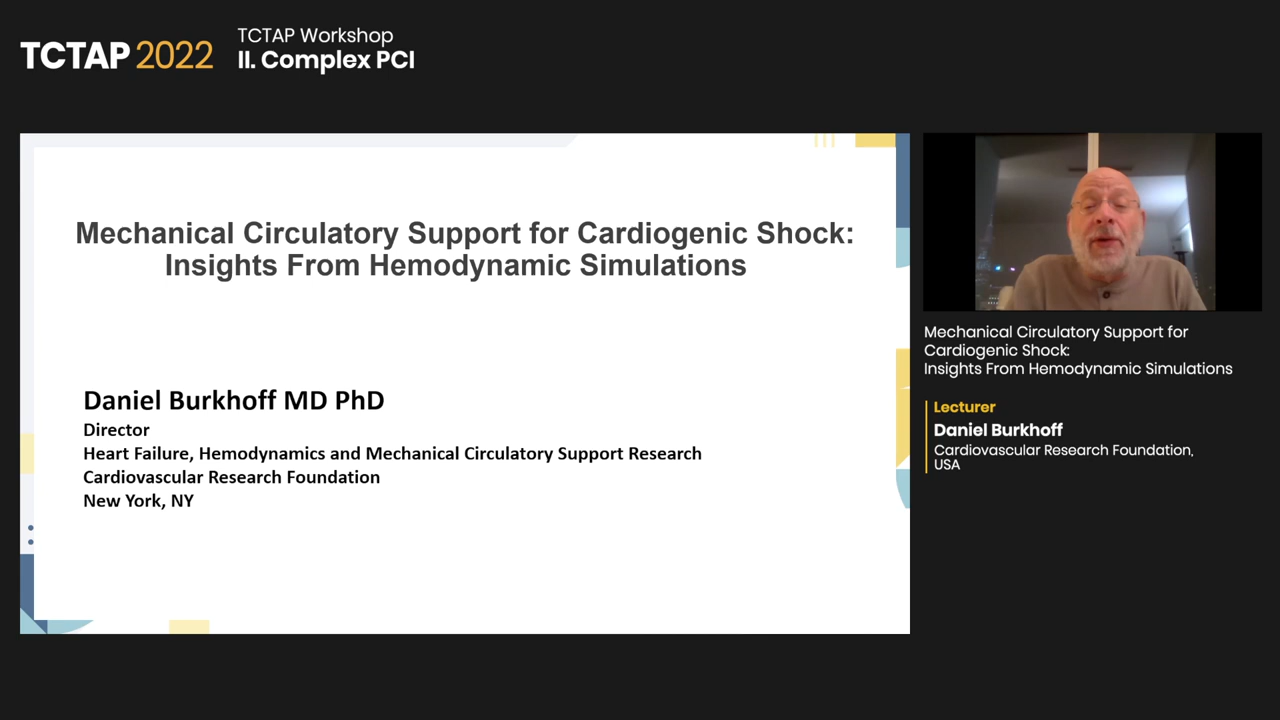 TCTAP 2022
TCTAP Workshop
II. Complex PCI
Mechanical Circulatory Support for Cardiogenic Shock:
Insights From Hemodynamic Simulations
Daniel Burkhoff MD PhD
Director
Heart Failure, Hemodynamics and Mechanical Circulatory Support Research
Cardiovascular Research Foundation
New York, NY
Mechanical Circulatory Support for
Cardiogenic Shock:
Insights From Hemodynamic Simulations
Lecturer
Daniel Burkhoff
Cardiovascular Research Foundation,
USA